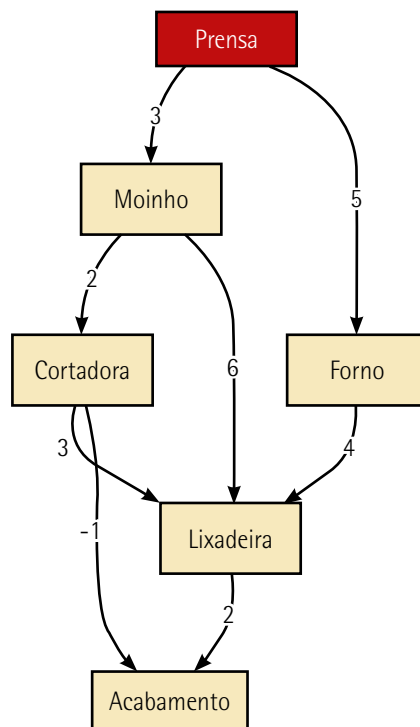 Prensa
3
5
Moinho
2
6
Cortadora
Forno
3
4
-1
Lixadeira
2
Acabamento